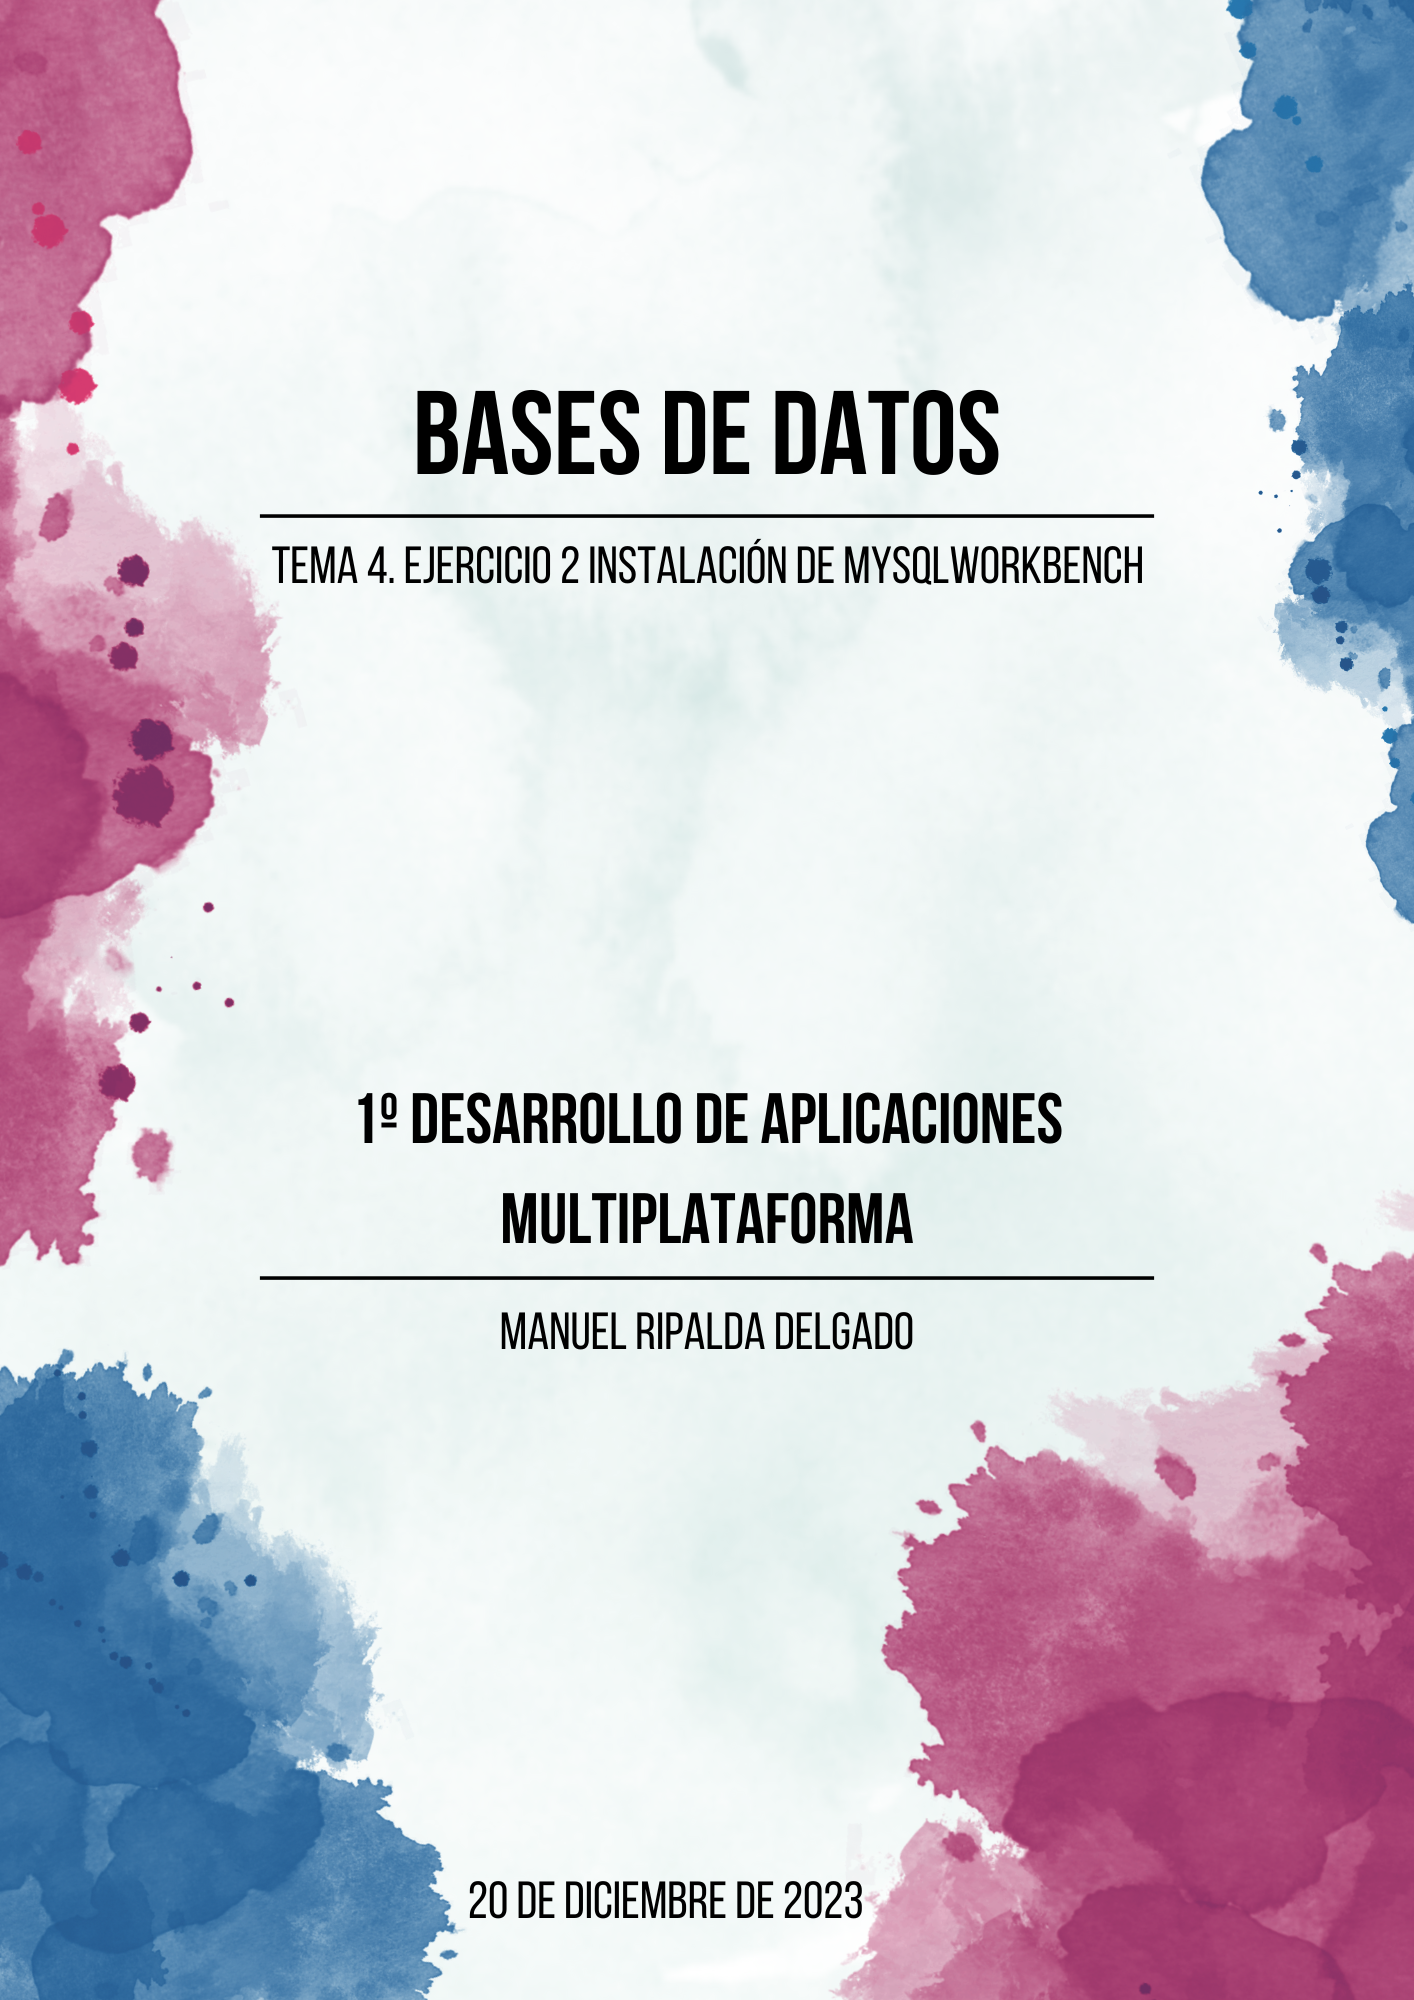 BASES DE DATOS
TEMA 4. EJERCICIO 2 INSTALACIÓN DE MYSQLWORKBENCH
1º DESARROLLO DE APLICACIONES
MULTIPLATAFORMA
MANUEL RIPALDA DELGADO
20 DE DICIEMBRE DE 2023